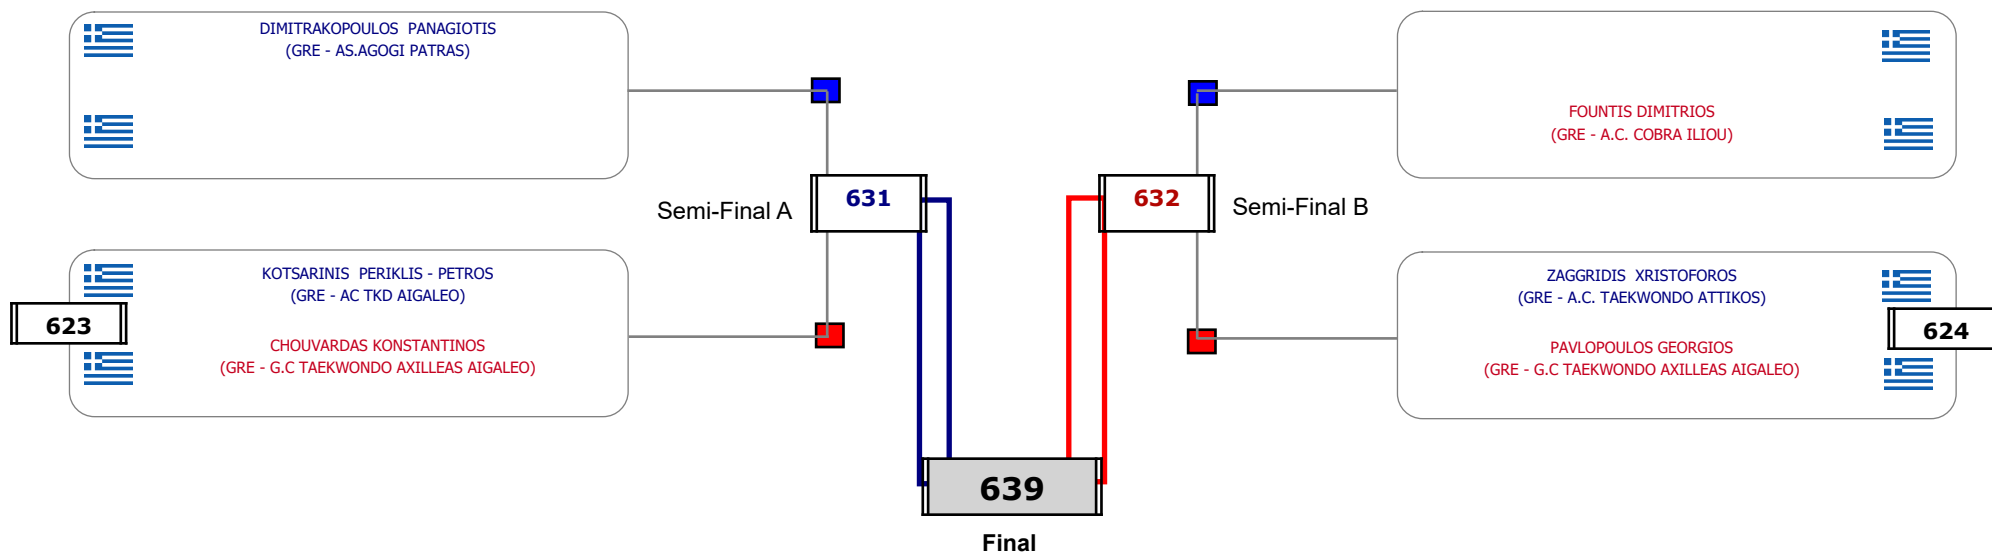 DIMITRAKOPOULOS PANAGIOTIS
(GRE - AS.AGOGI PATRAS)
FOUNTIS DIMITRIOS
(GRE - A.C. COBRA ILIOU)
Semi-Final A
631
632
Semi-Final B
623
KOTSARINIS PERIKLIS - PETROS
(GRE - AC TKD AIGALEO)
CHOUVARDAS KONSTANTINOS
(GRE - G.C TAEKWONDO AXILLEAS AIGALEO)
ZAGGRIDIS XRISTOFOROS
(GRE - A.C. TAEKWONDO ATTIKOS)
PAVLOPOULOS GEORGIOS
(GRE - G.C TAEKWONDO AXILLEAS AIGALEO)
624
639
Final